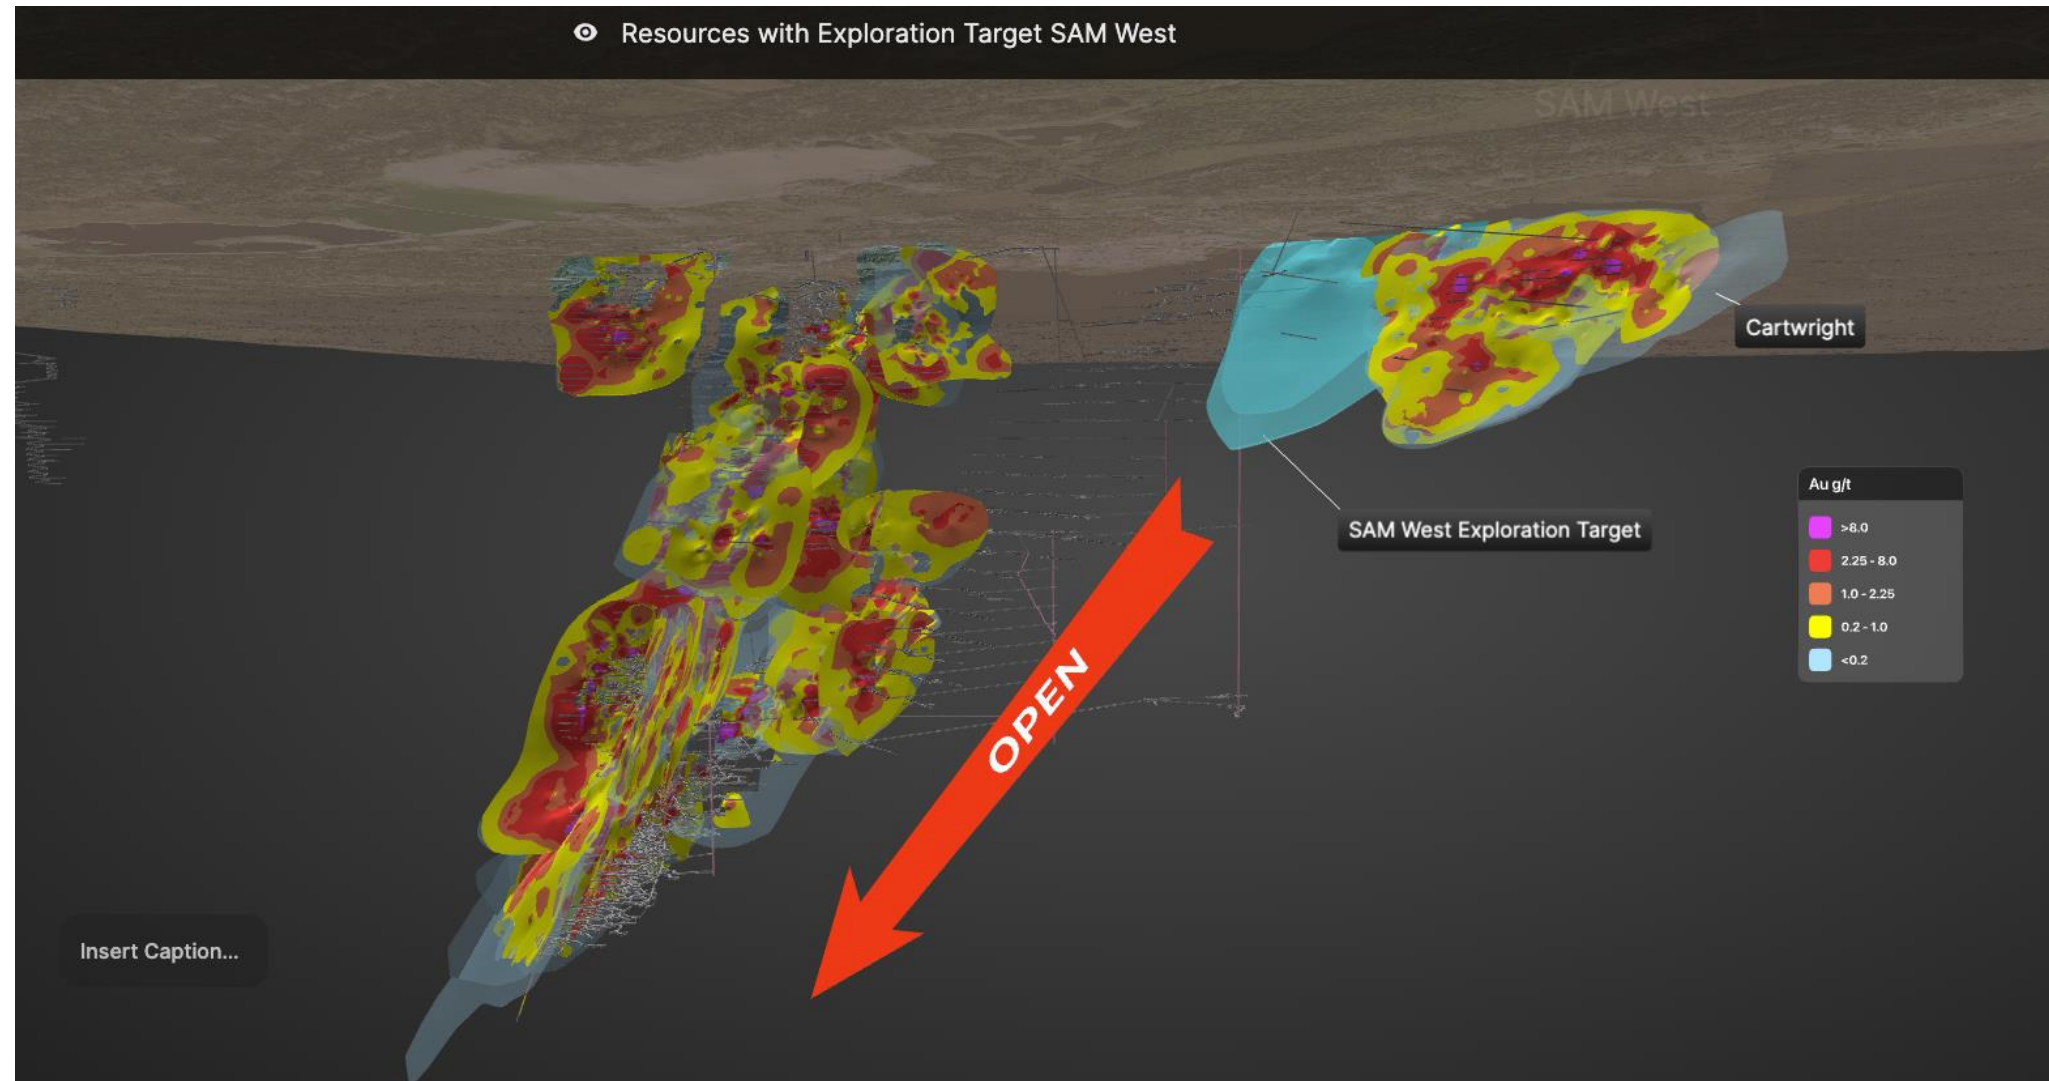 Resources with Exploration Target SAM West
SAM West
Cartwright
SAM West Exploration Target
Au g/t
>8.0
2.25 - 8.0
1.0 - 2.25
0.2 - 1.0
<0.2
OPEN
Insert Caption...